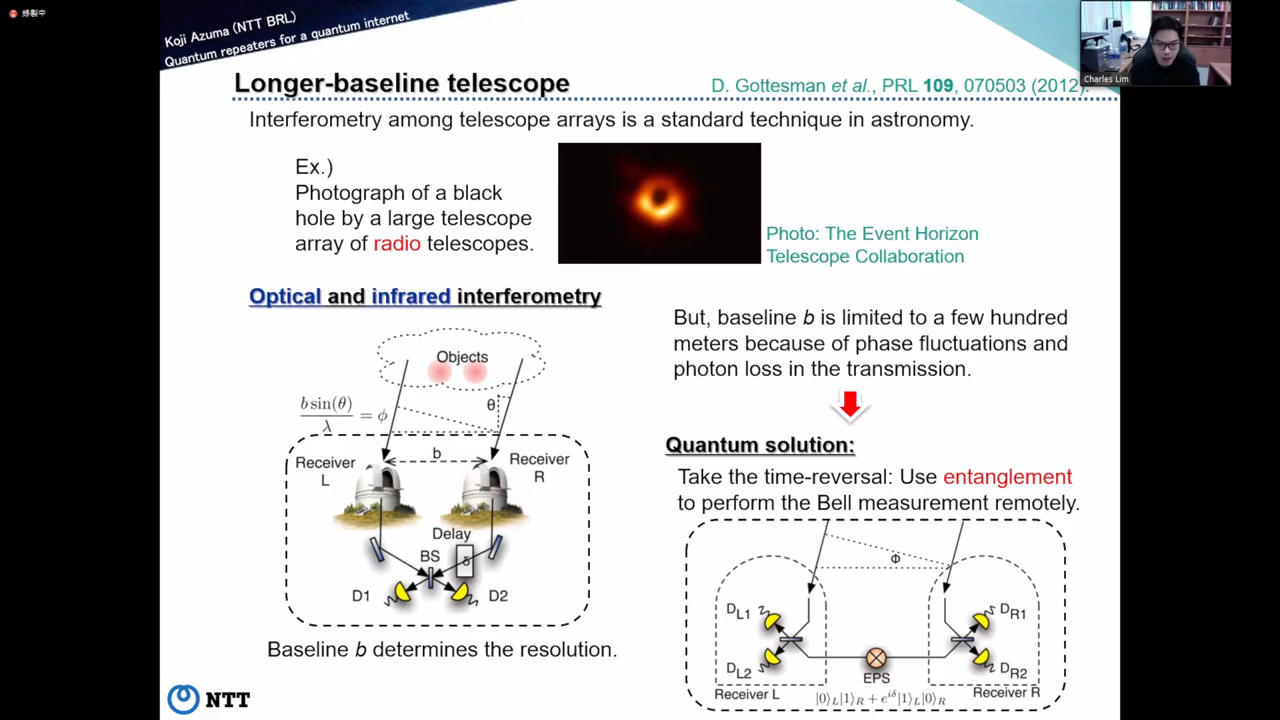 錄製中
Koji Azuma (NTT BRL)
Quantum repeaters for a quantum internet
Charles Lim
Longer-baseline telescope
D. Gottesman et al., PRL 109, 070503 (2012).
Interferometry among telescope arrays is a standard technique in astronomy.
Ex.)
Photograph of a black
hole by a large telescope
array of radio telescopes.
Photo: The Event Horizon
Telescope Collaboration
Optical and infrared interferometry
Objects
b sin(θ)/λ = ϕ
θ
b
Receiver
L
Receiver
R
Delay
BS
δ
D1
D2
Baseline b determines the resolution.
But, baseline b is limited to a few hundred
meters because of phase fluctuations and
photon loss in the transmission.
Quantum solution:
Take the time-reversal: Use entanglement
to perform the Bell measurement remotely.
Φ
DL1
DR1
DL2
DR2
EPS
Receiver L
|0⟩L|1⟩R + e^iδ|1⟩L|0⟩R
Receiver R
NTT